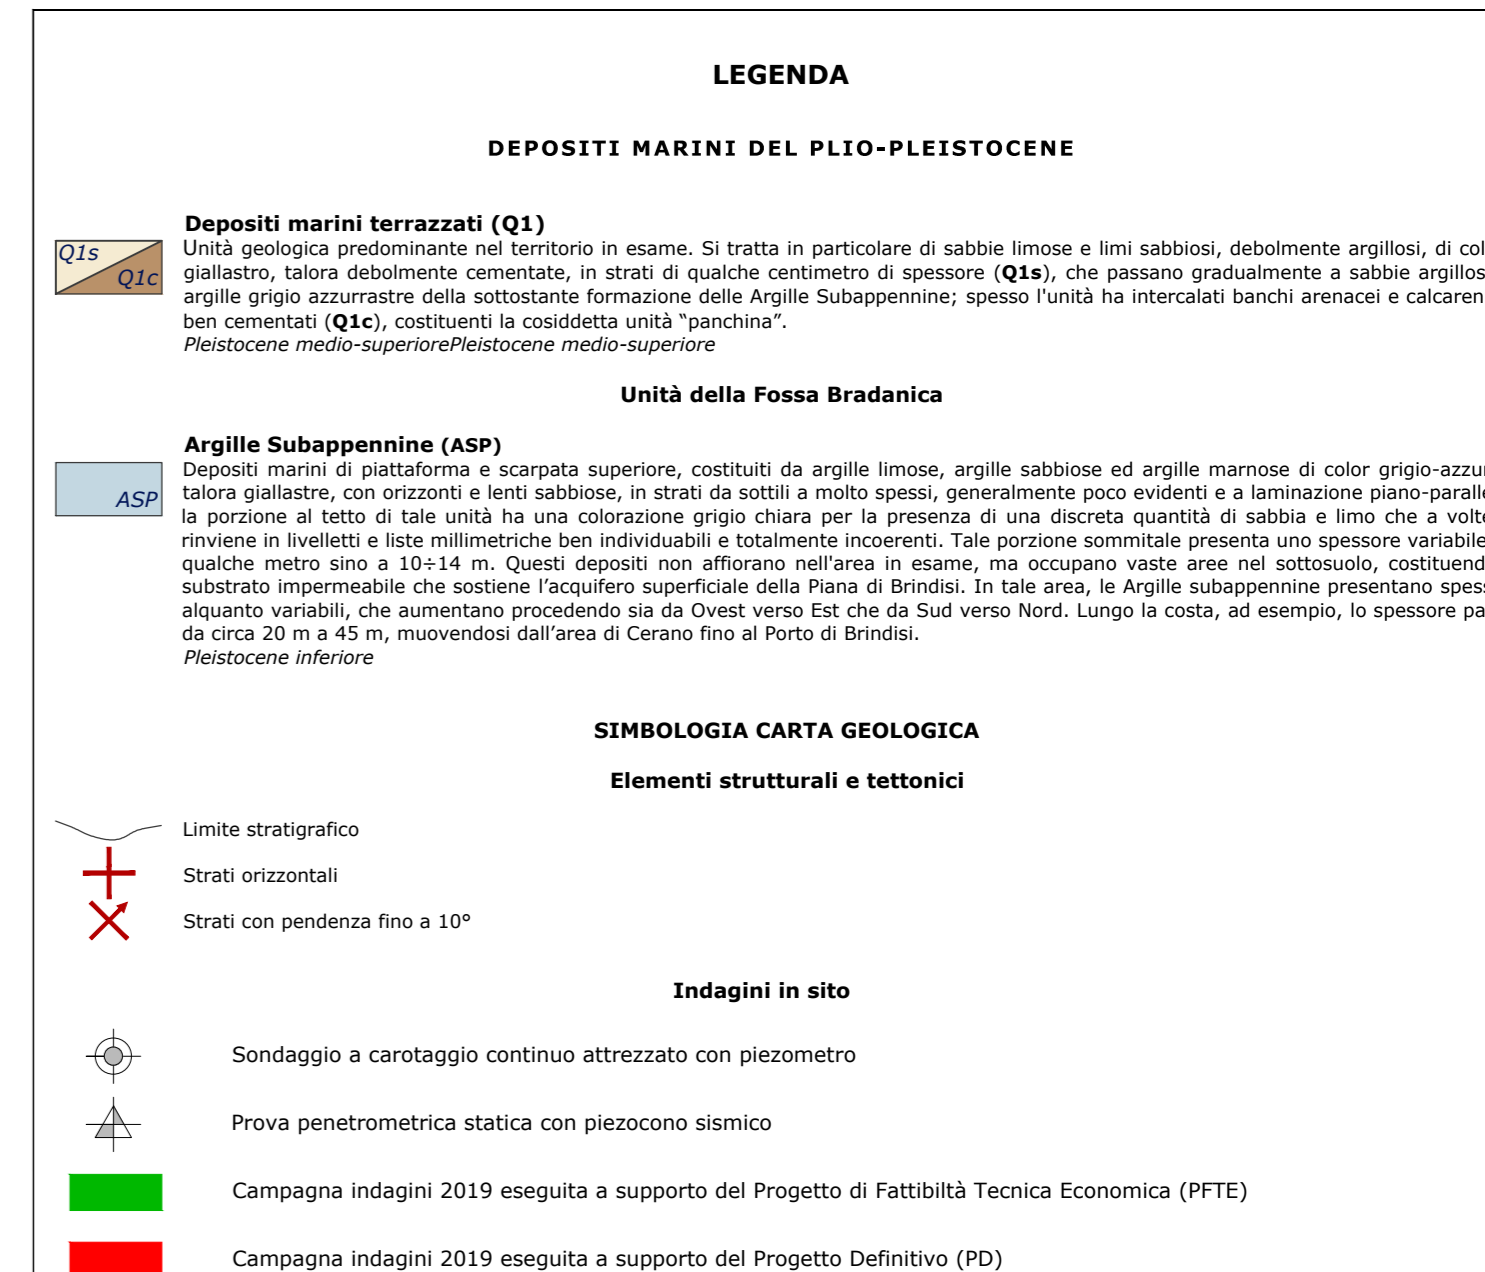 LEGENDA
DEPOSITI MARINI DEL PLIO-PLEISTOCENE
Depositi marini terrazzati (Q1)
Q1s
Q1c
Unità geologica predominante nel territorio in esame. Si tratta in particolare di sabbie limose e limi sabbiosi, debolmente argillosi, di col
giallastro, talora debolmente cementate, in strati di qualche centimetro di spessore (Q1s), che passano gradualmente a sabbie argillos
argille grigio azzurrastre della sottostante formazione delle Argille Subappennine; spesso l'unità ha intercalati banchi arenacei e calcaren
ben cementati (Q1c), costituenti la cosiddetta unità “panchina”.
Pleistocene medio-superiorePleistocene medio-superiore
Unità della Fossa Bradanica
Argille Subappennine (ASP)
ASP
Depositi marini di piattaforma e scarpata superiore, costituiti da argille limose, argille sabbiose ed argille marnose di color grigio-azzur
talora giallastre, con orizzonti e lenti sabbiose, in strati da sottili a molto spessi, generalmente poco evidenti e a laminazione piano-paralle
la porzione al tetto di tale unità ha una colorazione grigio chiara per la presenza di una discreta quantità di sabbia e limo che a volte
rinviene in livelletti e liste millimetriche ben individuabili e totalmente incoerenti. Tale porzione sommitale presenta uno spessore variabile
qualche metro sino a 10÷14 m. Questi depositi non affiorano nell'area in esame, ma occupano vaste aree nel sottosuolo, costituend
substrato impermeabile che sostiene l’acquifero superficiale della Piana di Brindisi. In tale area, le Argille subappennine presentano spess
alquanto variabili, che aumentano procedendo sia da Ovest verso Est che da Sud verso Nord. Lungo la costa, ad esempio, lo spessore pa
da circa 20 m a 45 m, muovendosi dall’area di Cerano fino al Porto di Brindisi.
Pleistocene inferiore
SIMBOLOGIA CARTA GEOLOGICA
Elementi strutturali e tettonici
Limite stratigrafico
Strati orizzontali
Strati con pendenza fino a 10°
Indagini in sito
Sondaggio a carotaggio continuo attrezzato con piezometro
Prova penetrometrica statica con piezocono sismico
Campagna indagini 2019 eseguita a supporto del Progetto di Fattibiltà Tecnica Economica (PFTE)
Campagna indagini 2019 eseguita a supporto del Progetto Definitivo (PD)